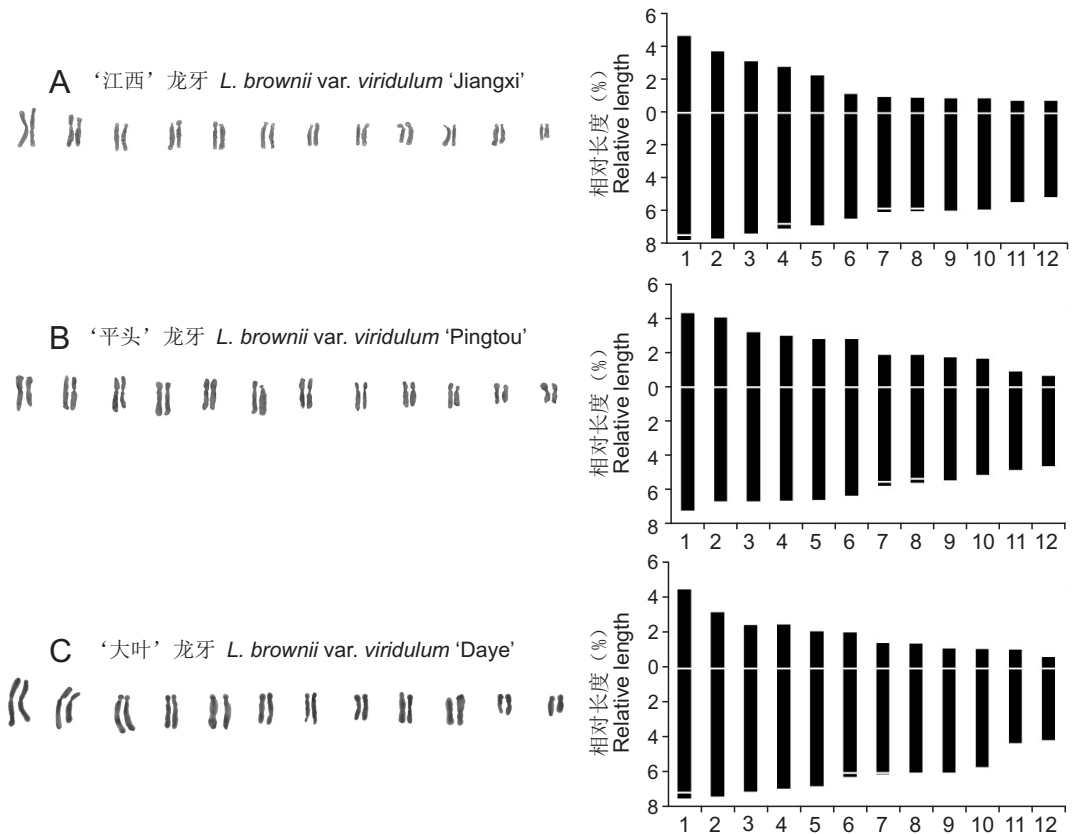 A ‘江西’ 龙牙 L. brownii var. viridulum ‘Jiangxi’
相对长度 (%)
Relative length
6
4
2
0
2
4
6
8
1 2 3 4 5 6 7 8 9 10 11 12
B ‘平头’ 龙牙 L. brownii var. viridulum ‘Pingtou’
相对长度 (%)
Relative length
6
4
2
0
2
4
6
8
1 2 3 4 5 6 7 8 9 10 11 12
C ‘大叶’ 龙牙 L. brownii var. viridulum ‘Daye’
相对长度 (%)
Relative length
6
4
2
0
2
4
6
8
1 2 3 4 5 6 7 8 9 10 11 12